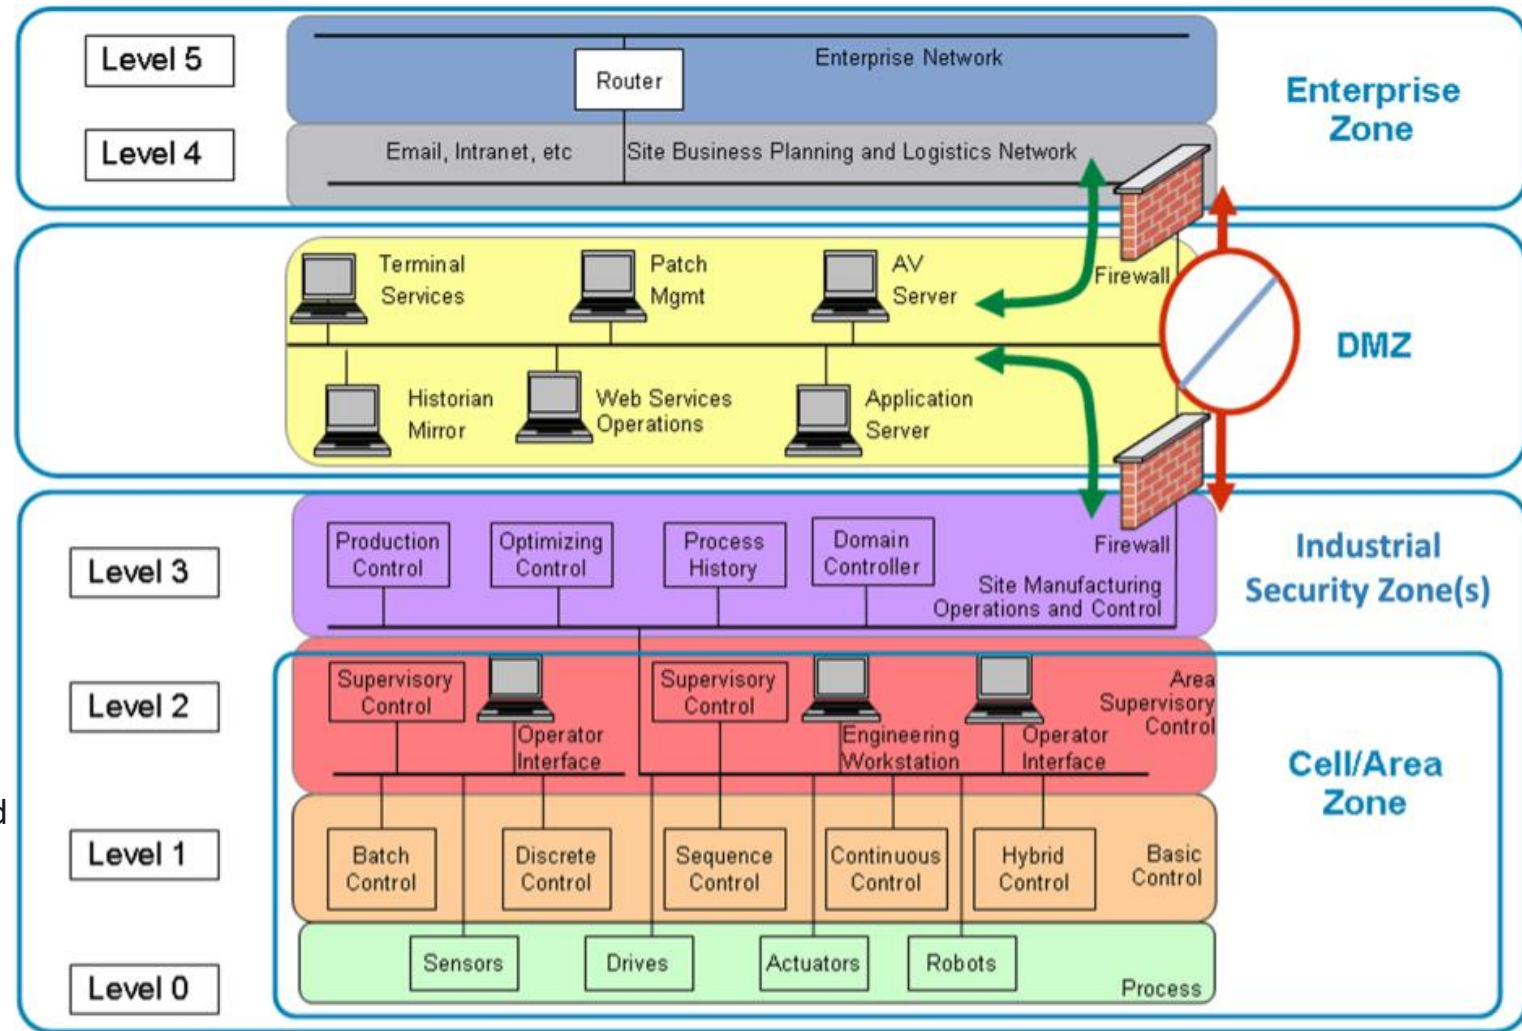 Level 5
Enterprise Network
Router
Enterprise
Zone
Level 4
Email, Intranet, etc
Site Business Planning and Logistics Network
Terminal
Services
Patch
Mgmt
AV
Server
Firewall
DMZ
Historian
Mirror
Web Services
Operations
Application
Server
Level 3
Production
Control
Optimizing
Control
Process
History
Domain
Controller
Firewall
Site Manufacturing
Operations and Control
Industrial
Security Zone(s)
Level 2
Supervisory
Control
Operator
Interface
Supervisory
Control
Engineering
Workstation
Operator
Interface
Area
Supervisory
Control
Cell/Area
Zone
d
Level 1
Batch
Control
Discrete
Control
Sequence
Control
Continuous
Control
Hybrid
Control
Basic
Control
Level 0
Sensors
Drives
Actuators
Robots
Process